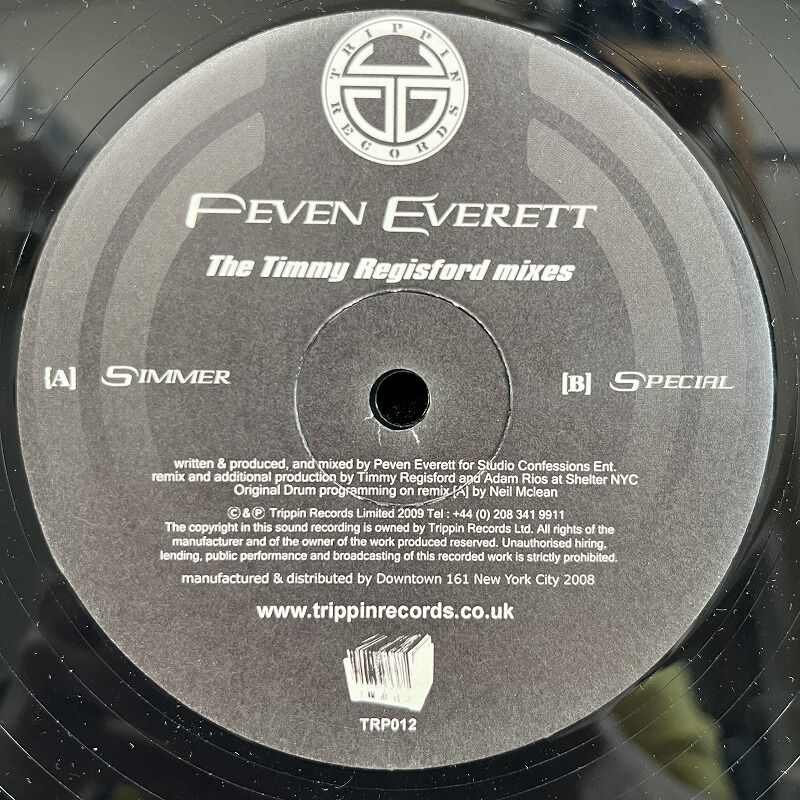 TRIPPIN RECORDS
PEVEN EVERETT
The Timmy Regisford mixes
[A] SIMMER
[B] SPECIAL
written & produced, and mixed by Peven Everett for Studio Confessions Ent.
remix and additional production by Timmy Regisford and Adam Rios at Shelter NYC
Original Drum programming on remix [A] by Neil Mclean
© & ℗ Trippin Records Limited 2009 Tel : +44 (0) 208 341 9911
The copyright in this sound recording is owned by Trippin Records Ltd. All rights of the
manufacturer and of the owner of the work produced reserved. Unauthorised hiring,
lending, public performance and broadcasting of this recorded work is strictly prohibited.
manufactured & distributed by Downtown 161 New York City 2008
www.trippinrecords.co.uk
TRP012